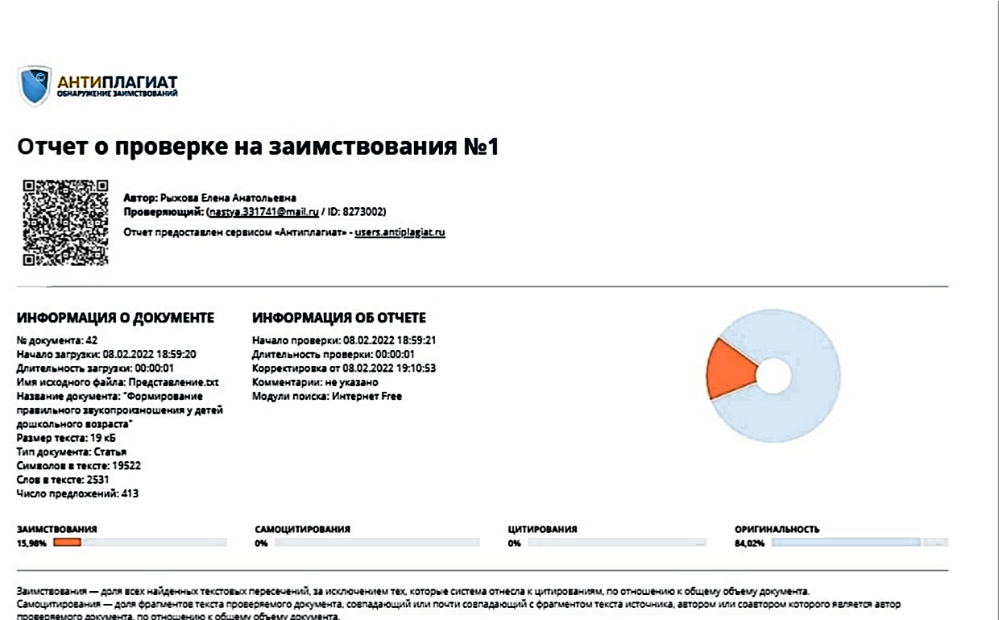 АНТИПЛАГИАТ
ОБНАРУЖЕНИЕ ЗАИМСТВОВАНИЙ
Отчет о проверке на заимствования №1
Автор: Рыжова Елена Анатольевна
Проверяющий: (nastya.331741@mail.ru / ID: 8273002)
Отчет предоставлен сервисом «Антиплагиат» - users.antiplagiat.ru
ИНФОРМАЦИЯ О ДОКУМЕНТЕ
№ документа: 42
Начало загрузки: 08.02.2022 18:59:20
Длительность загрузки: 00:00:01
Имя исходного файла: Представление.txt
Название документа: "Формирование
правильного звукопроизношения у детей
дошкольного возраста"
Размер текста: 19 кБ
Тип документа: Статья
Символов в тексте: 19522
Слов в тексте: 2531
Число предложений: 413
ИНФОРМАЦИЯ ОБ ОТЧЕТЕ
Начало проверки: 08.02.2022 18:59:21
Длительность проверки: 00:00:01
Корректировка от 08.02.2022 19:10:53
Комментарии: не указано
Модули поиска: Интернет Free
ЗАИМСТВОВАНИЯ
15,98%
САМОЦИТИРОВАНИЯ
0%
ЦИТИРОВАНИЯ
0%
ОРИГИНАЛЬНОСТЬ
84,02%
Заимствования — доля всех найденных текстовых пересечений, за исключением тех, которые система отнесла к цитированиям, по отношению к общему объему документа.
Самоцитирования — доля фрагментов текста проверяемого документа, совпадающий или почти совпадающий с фрагментом текста источника, автором или соавтором которого является автор
проверяемого документа, по отношению к общему объему документа.